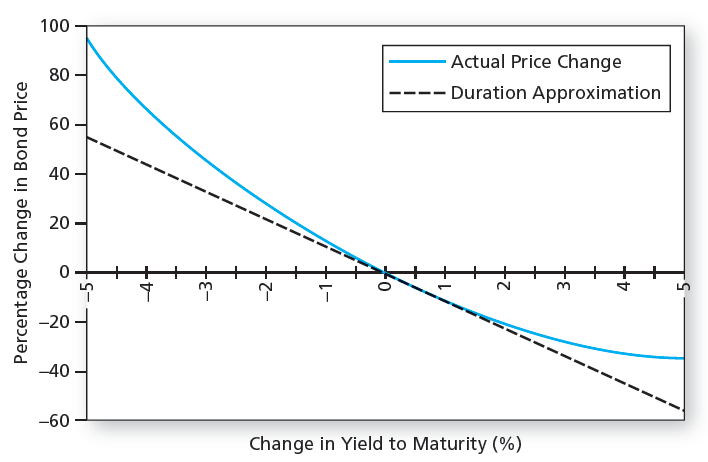 100
80
60
40
20
0
−20
−40
−60
Percentage Change in Bond Price
Actual Price Change
Duration Approximation
−5 −4 −3 −2 −1 0 1 2 3 4 5
Change in Yield to Maturity (%)